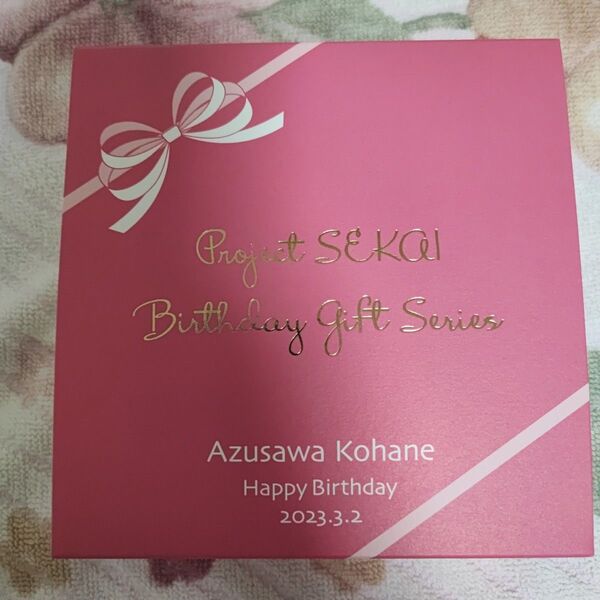 Project SEKAI
Birthday Gift Series
Azusawa Kohane
Happy Birthday
2023.3.2